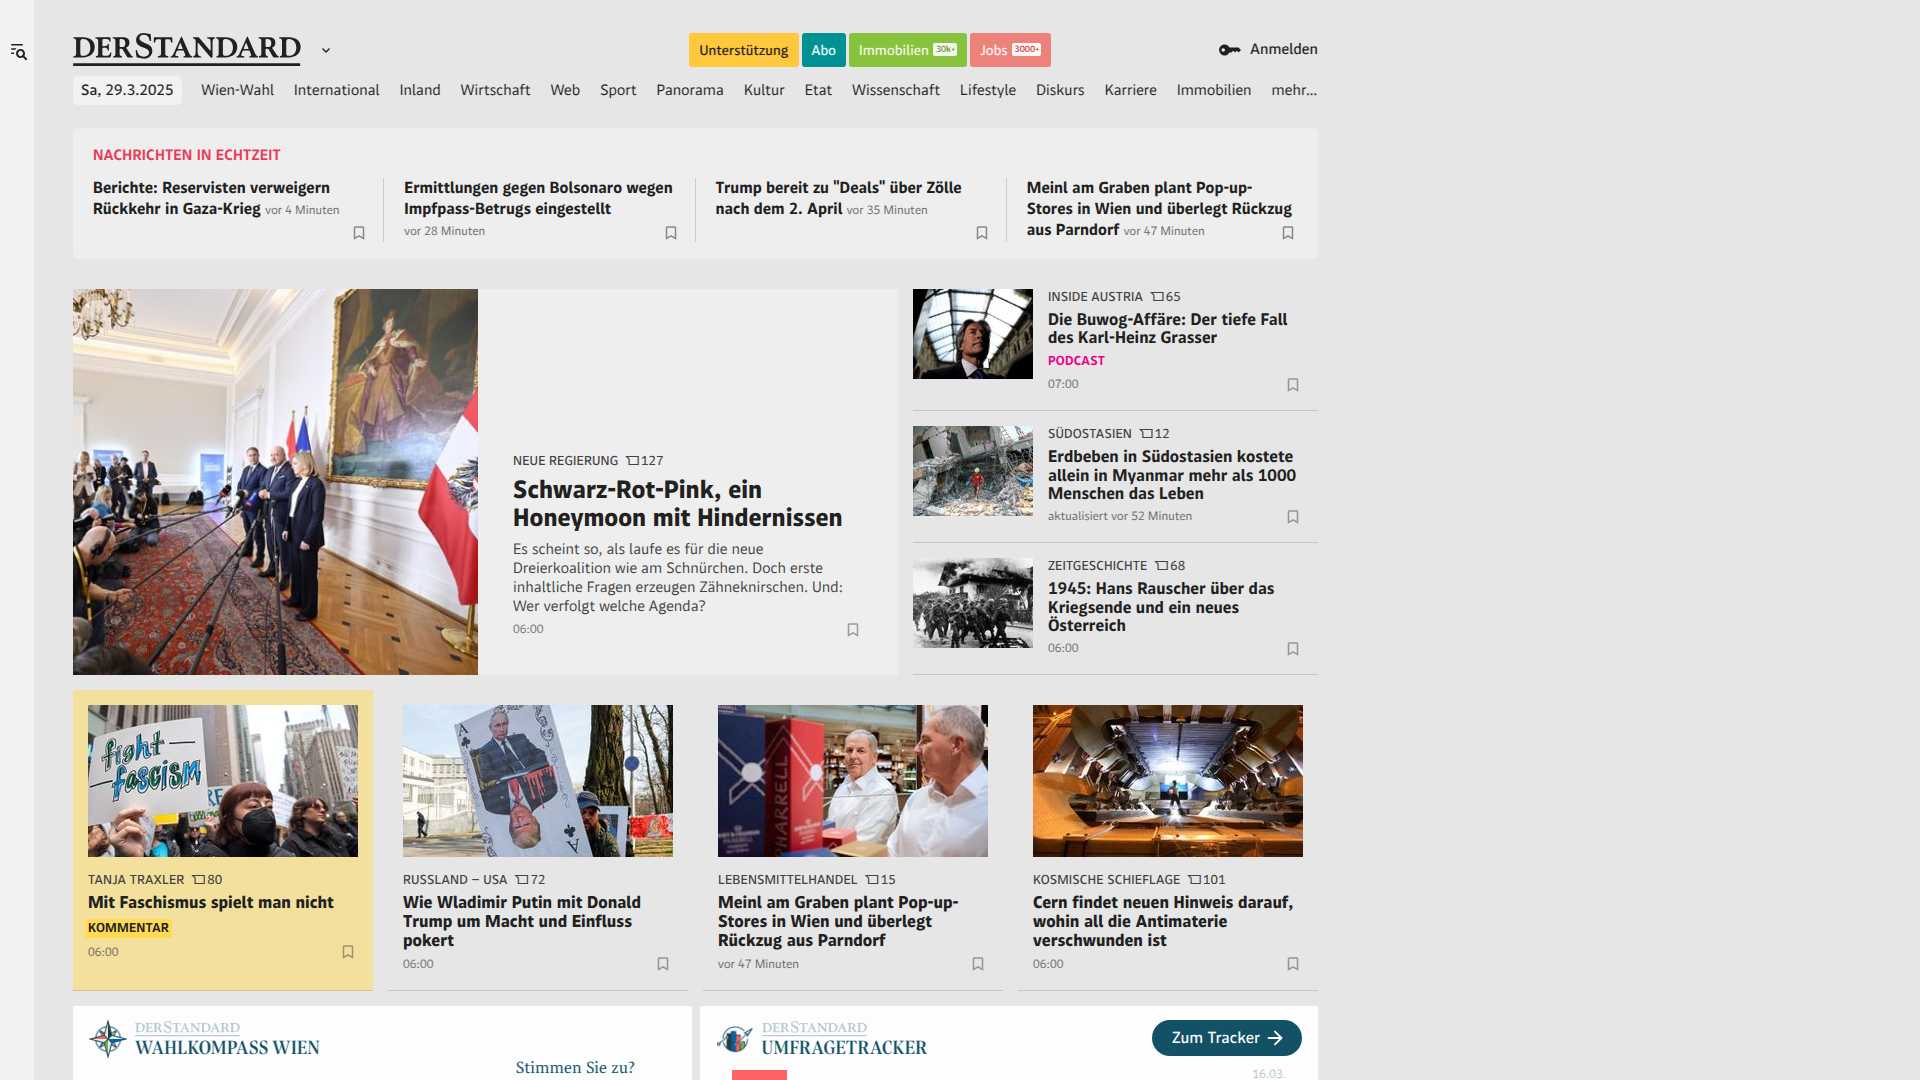 DERSTANDARD
Unterstützung
Abo
Immobilien 30k+
Jobs 3000+
Anmelden
Sa, 29.3.2025 Wien-Wahl International Inland Wirtschaft Web Sport Panorama Kultur Etat Wissenschaft Lifestyle Diskurs Karriere Immobilien mehr...
NACHRICHTEN IN ECHTZEIT
Berichte: Reservisten verweigern
Rückkehr in Gaza-Krieg vor 4 Minuten
Ermittlungen gegen Bolsonaro wegen
Impfpass-Betrugs eingestellt
vor 28 Minuten
Trump bereit zu "Deals" über Zölle
nach dem 2. April vor 35 Minuten
Meinl am Graben plant Pop-up-
Stores in Wien und überlegt Rückzug
aus Parndorf vor 47 Minuten
NEUE REGIERUNG 127
Schwarz-Rot-Pink, ein
Honeymoon mit Hindernissen
Es scheint so, als laufe es für die neue
Dreierkoalition wie am Schnürchen. Doch erste
inhaltliche Fragen erzeugen Zähneknirschen. Und:
Wer verfolgt welche Agenda?
06:00
INSIDE AUSTRIA 65
Die Buwog-Affäre: Der tiefe Fall
des Karl-Heinz Grasser
PODCAST
07:00
SÜDOSTASIEN 12
Erdbeben in Südostasien kostete
allein in Myanmar mehr als 1000
Menschen das Leben
aktualisiert vor 52 Minuten
ZEITGESCHICHTE 68
1945: Hans Rauscher über das
Kriegsende und ein neues
Österreich
06:00
fight
fascism
TANJA TRAXLER 80
Mit Faschismus spielt man nicht
KOMMENTAR
06:00
A
A
RUSSLAND – USA 72
Wie Wladimir Putin mit Donald
Trump um Macht und Einfluss
pokert
06:00
PHARRELL
LEBENSMITTELHANDEL 15
Meinl am Graben plant Pop-up-
Stores in Wien und überlegt
Rückzug aus Parndorf
vor 47 Minuten
KOSMISCHE SCHIEFLAGE 101
Cern findet neuen Hinweis darauf,
wohin all die Antimaterie
verschwunden ist
06:00
DERSTANDARD
WAHLKOMPASS WIEN
Stimmen Sie zu?
DERSTANDARD
UMFRAGETRACKER
Zum Tracker
16.03.